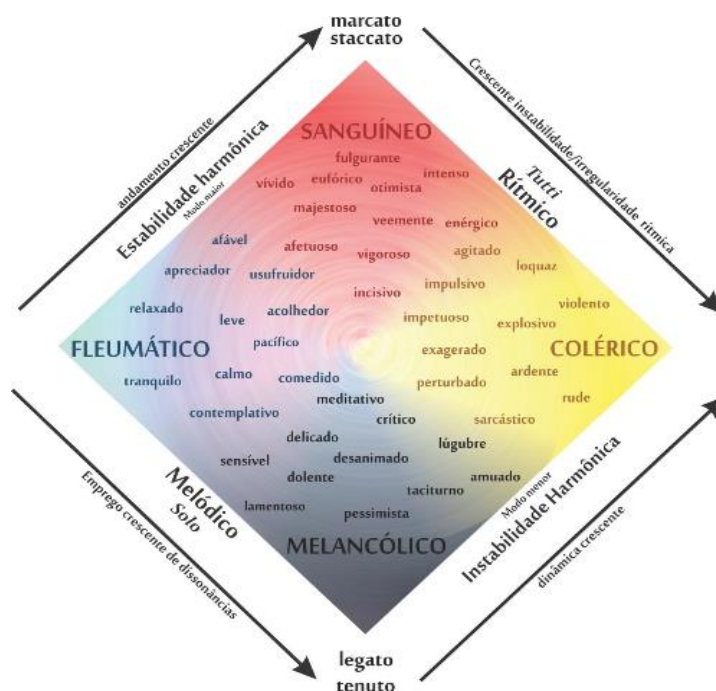 marcato
staccato
andamento crescente
Estabilidade harmônica
Modo maior
Crescente instabilidade/irregularidade rítmica
Tutti
Rítmico
SANGUÍNEO
fulgurante
vívido
eufórico
otimista
intenso
majestoso
veemente
enérgico
afável
afetuoso
vigoroso
agitado
loquaz
apreciador
usufruidor
relaxado
leve
acolhedor
incisivo
impulsivo
violento
impetuoso
explosivo
pacífico
FLEUMÁTICO
exagerado
COLÉRICO
tranquilo
calmo
comedido
perturbado
ardente
rude
contemplativo
meditativo
crítico
sarcástico
delicado
lúgubre
sensível
desanimado
dolente
amuado
taciturno
lamentoso
pessimista
MELANCÓLICO
Melódico
Solo
Emprego crescente de dissonâncias
Modo menor
Instabilidade Harmônica
dinâmica crescente
legato
tenuto